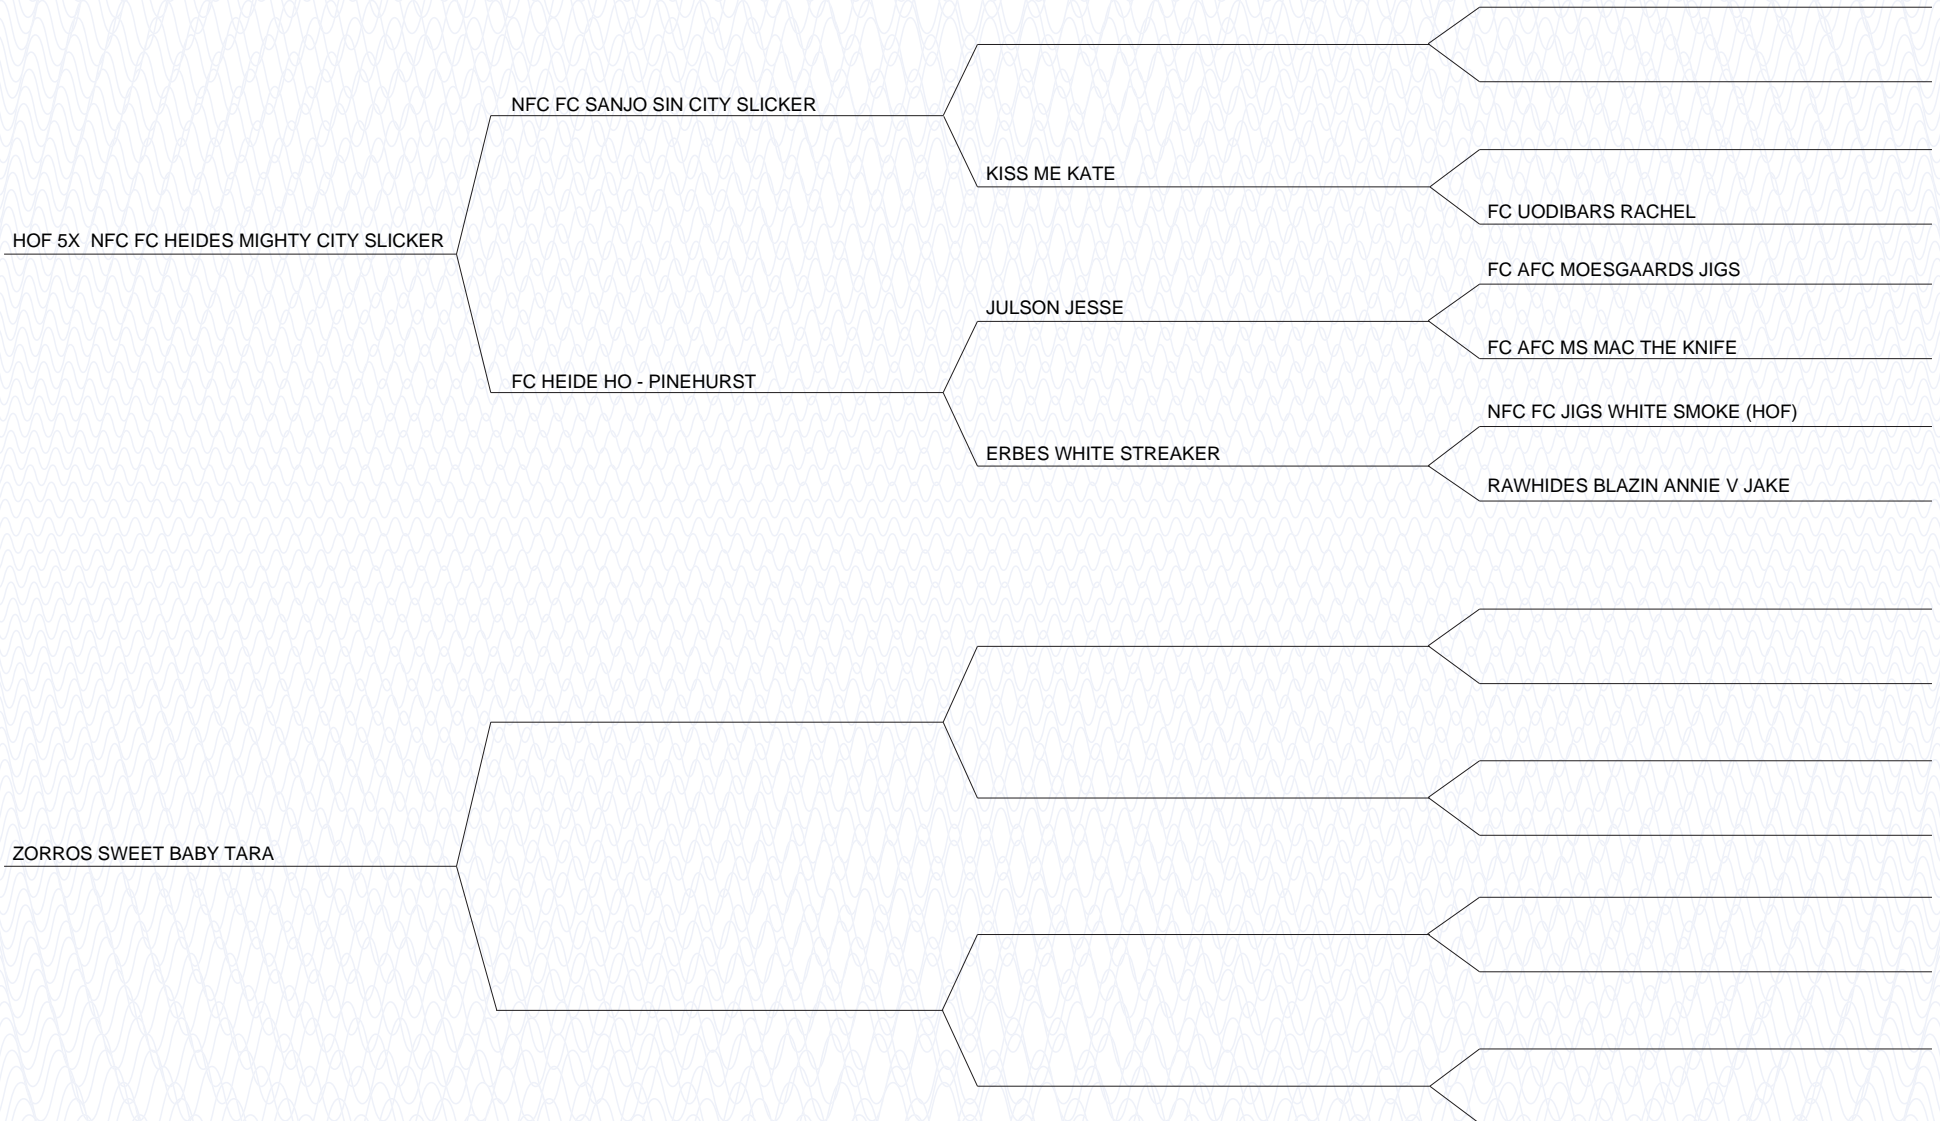 NFC FC SANJO SIN CITY SLICKER
KISS ME KATE
FC UODIBARS RACHEL
HOF 5X  NFC FC HEIDES MIGHTY CITY SLICKER
FC AFC MOESGAARDS JIGS
JULSON JESSE
FC AFC MS MAC THE KNIFE
FC HEIDE HO - PINEHURST
NFC FC JIGS WHITE SMOKE (HOF)
ERBES WHITE STREAKER
RAWHIDES BLAZIN ANNIE V JAKE
ZORROS SWEET BABY TARA